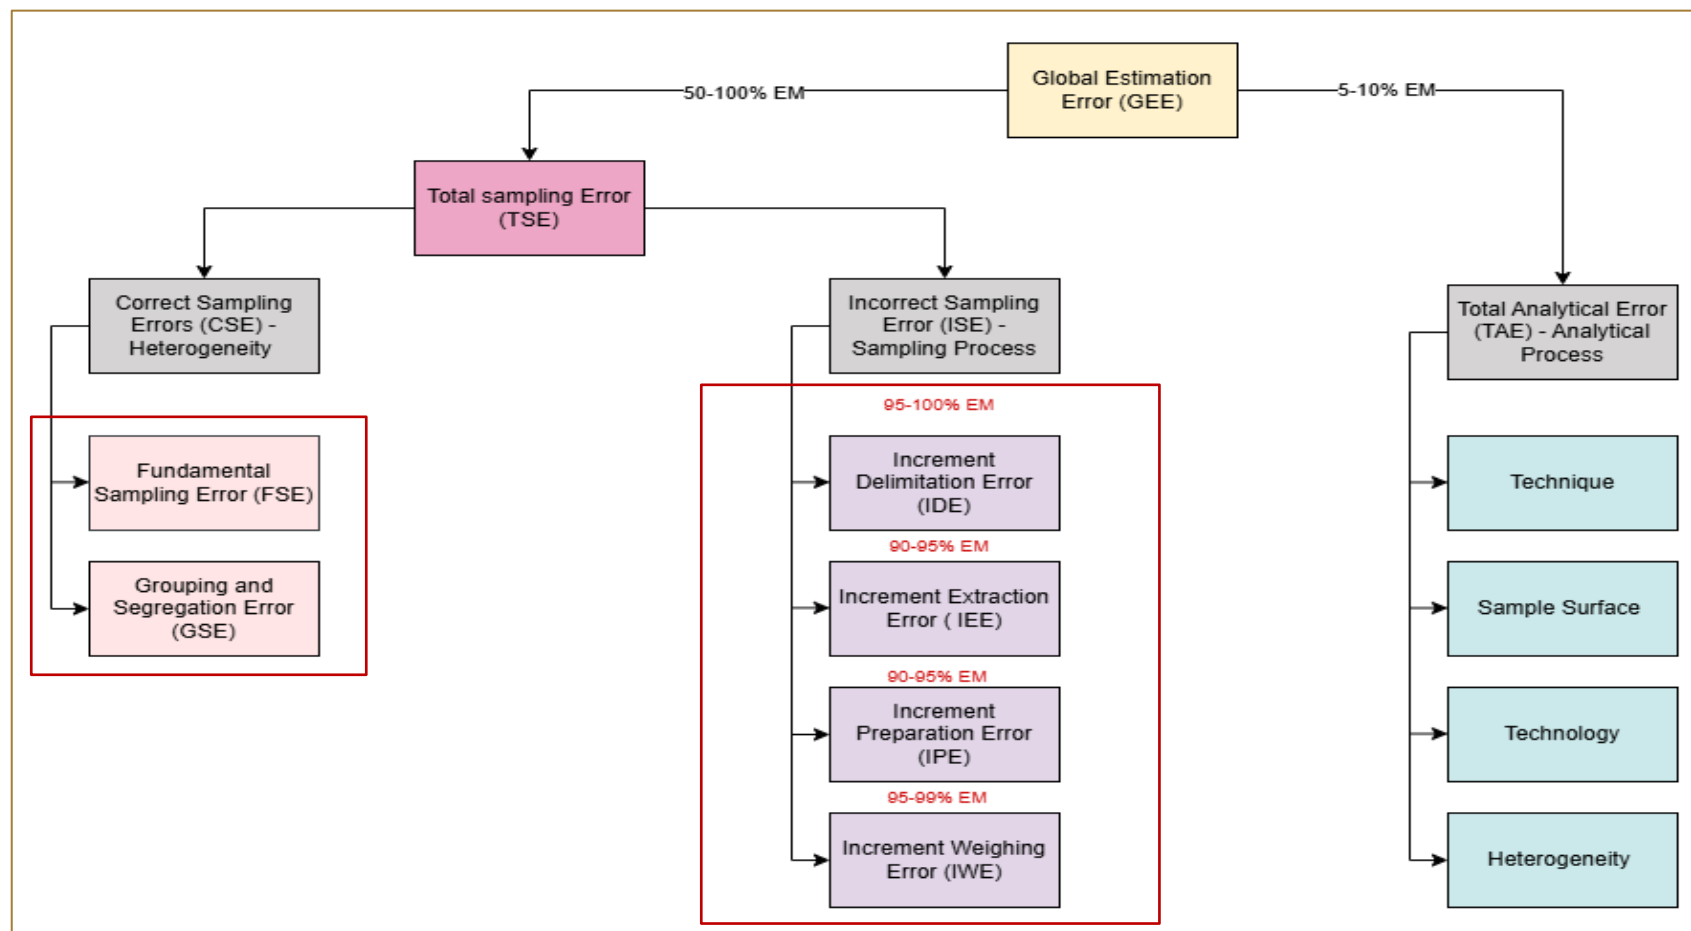 Global Estimation
Error (GEE)
50-100% EM
5-10% EM
Total sampling Error
(TSE)
Correct Sampling
Errors (CSE) -
Heterogeneity
Incorrect Sampling
Error (ISE) -
Sampling Process
Total Analytical Error
(TAE) - Analytical
Process
Fundamental
Sampling Error (FSE)
Grouping and
Segregation Error
(GSE)
95-100% EM
Increment
Delimitation Error
(IDE)
90-95% EM
Increment Extraction
Error ( IEE)
90-95% EM
Increment
Preparation Error
(IPE)
95-99% EM
Increment Weighing
Error (IWE)
Technique
Sample Surface
Technology
Heterogeneity